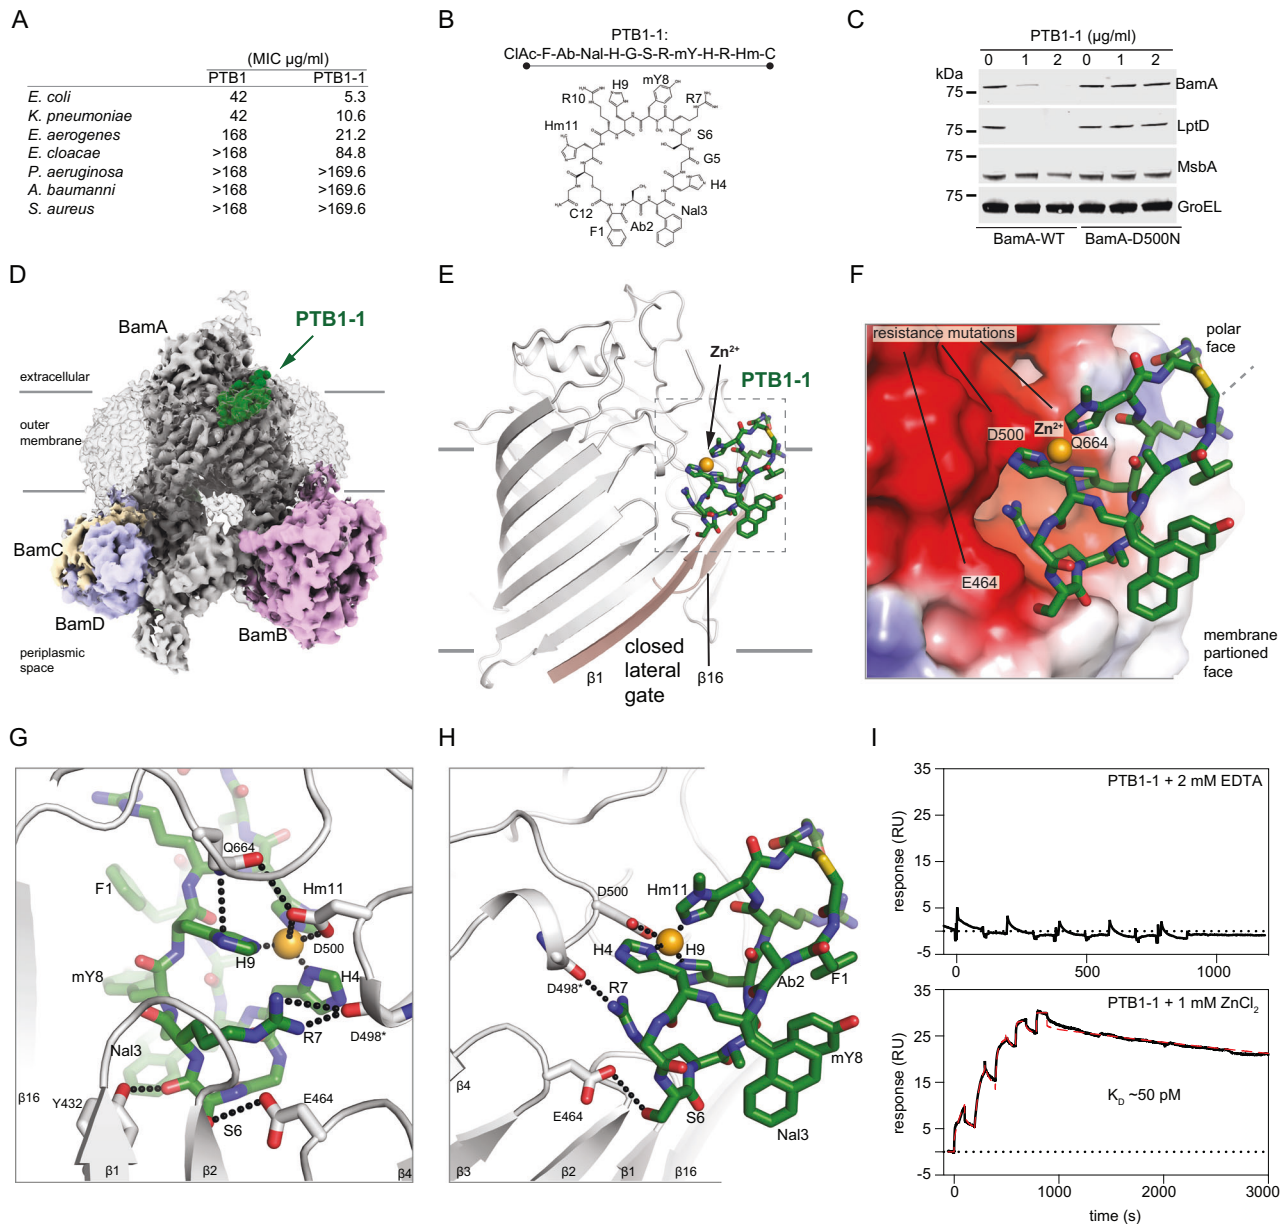 A
(MIC µg/ml)
PTB1 PTB1-1
E. coli 42 5.3
K. pneumoniae 42 10.6
E. aerogenes 168 21.2
E. cloacae >168 84.8
P. aeruginosa >168 >169.6
A. baumanni >168 >169.6
S. aureus >168 >169.6
B
PTB1-1:
ClAc-F-Ab-Nal-H-G-S-R-mY-H-R-Hm-C
mY8
H9
R10
R7
Hm11
S6
G5
H4
C12
F1
Ab2
Nal3
C
PTB1-1 (µg/ml)
0 1 2 0 1 2
kDa
75
BamA
75
LptD
75
MsbA
75
GroEL
BamA-WT BamA-D500N
D
BamA
PTB1-1
extracellular
outer
membrane
BamC
BamD
BamB
periplasmic
space
E
Zn²⁺
PTB1-1
closed
lateral
gate
β1
β16
F
resistance mutations
polar
face
D500
Zn²⁺
Q664
E464
membrane
partioned
face
G
Q664
F1
Hm11
D500
H9
mY8
H4
R7
D498*
Nal3
Y432
E464
S6
β16
β1
β2
β4
H
D500
Hm11
H4
H9
F1
Ab2
D498*
R7
mY8
β4
E464
S6
Nal3
β3
β2
β1
β16
I
PTB1-1 + 2 mM EDTA
35
25
15
5
-5
response (RU)
0 500 1000
PTB1-1 + 1 mM ZnCl₂
35
25
15
5
-5
response (RU)
K_D ~50 pM
0 1000 2000 3000
time (s)